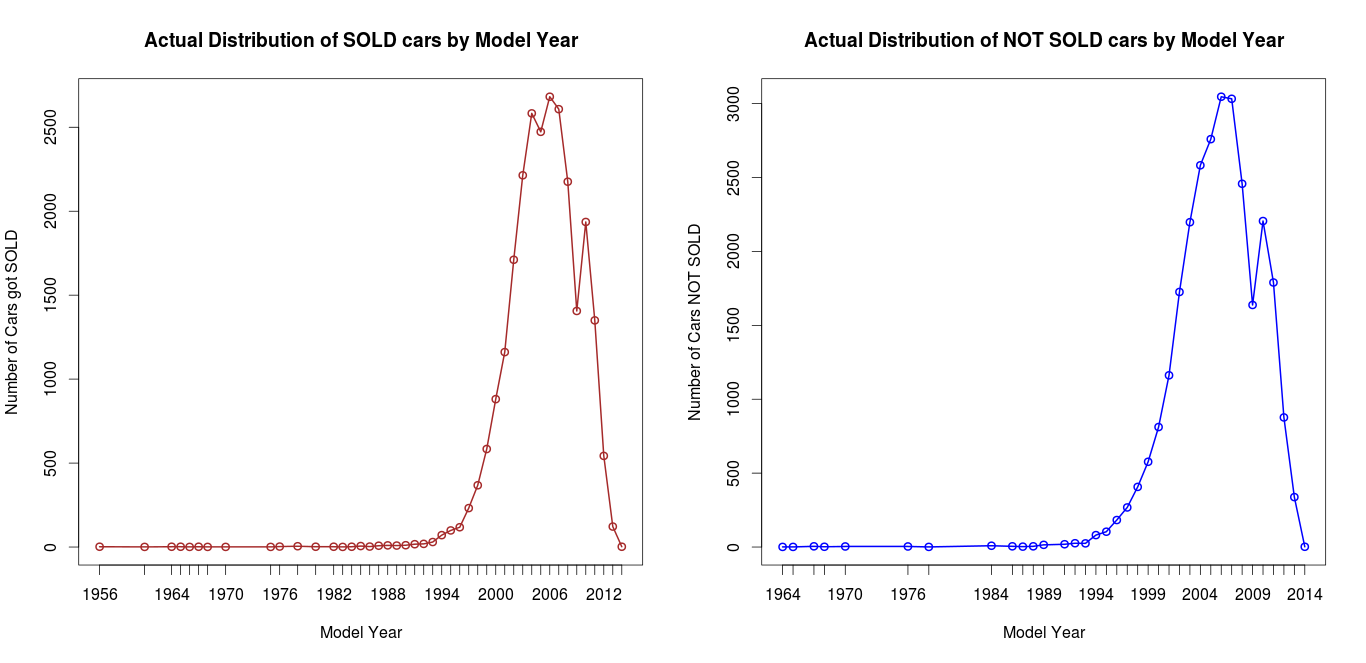 Actual Distribution of SOLD cars by Model Year
Number of Cars got SOLD
2500
2000
1500
1000
500
0
1956 1964 1970 1976 1982 1988 1994 2000 2006 2012
Model Year
Actual Distribution of NOT SOLD cars by Model Year
Number of Cars NOT SOLD
3000
2500
2000
1500
1000
500
0
1964 1970 1976 1984 1989 1994 1999 2004 2009 2014
Model Year